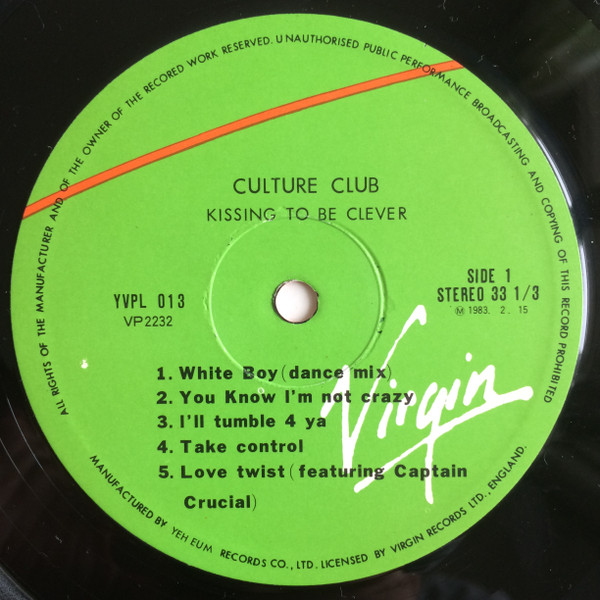 ALL RIGHTS OF THE MANUFACTURER AND OF THE OWNER OF THE RECORED WORK RESERVED. UNAUTHORISED PUBLIC PERFORMANCE BROADCASTING AND COPYING OF THIS RECORD PROHIBITED
CULTURE CLUB
KISSING TO BE CLEVER
YVPL 013
VP2232
SIDE 1
STEREO 33 1/3
Ⓜ 1983. 2. 15
1. White Boy (dance mix)
2. You Know I'm not crazy
3. I'll tumble 4 ya
4. Take control
5. Love twist (featuring Captain
Crucial)
Virgin
MANUFACTURED BY YEH EUM RECORDS CO., LTD. LICENSED BY VIRGIN RECORDS LTD., ENGLAND.